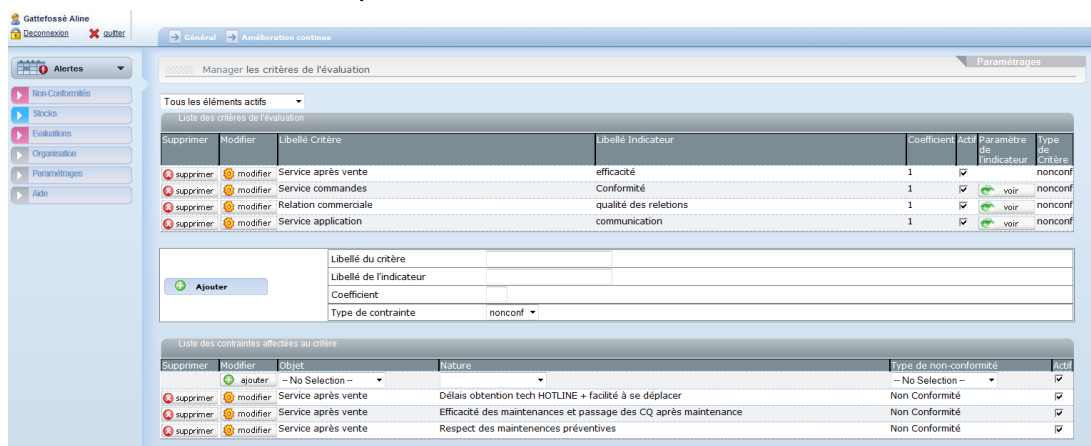 Gattefossè Aline
Deconnexion quitter
Général Amélioration continue
Alertes
Paramétrages
Manager les critères de l'évaluation
Non-Conformités
Stocks
Evaluations
Organisation
Paramétrages
Aide
Tous les éléments actifs
Liste des critères de l'évaluation
Supprimer Modifier Libellé Critère Libellé Indicateur Coefficient Actif Paramètre de l'indicateur Type de Critère
supprimer modifier Service après vente efficacité 1 nonconf
supprimer modifier Service commandes Conformité 1 voir nonconf
supprimer modifier Relation commerciale qualité des reletions 1 voir nonconf
supprimer modifier Service application communication 1 voir nonconf
Ajouter
Libellé du critère
Libellé de l'indicateur
Coefficient
Type de contrainte nonconf
Liste des contraintes affectées au critère
Supprimer Modifier Objet Nature Type de non-conformité Actif
ajouter -- No Selection -- -- No Selection --
supprimer modifier Service après vente Délais obtention tech HOTLINE + facilité à se déplacer Non Conformité
supprimer modifier Service après vente Efficacité des maintenances et passage des CQ après maintenance Non Conformité
supprimer modifier Service après vente Respect des maintenences préventives Non Conformité